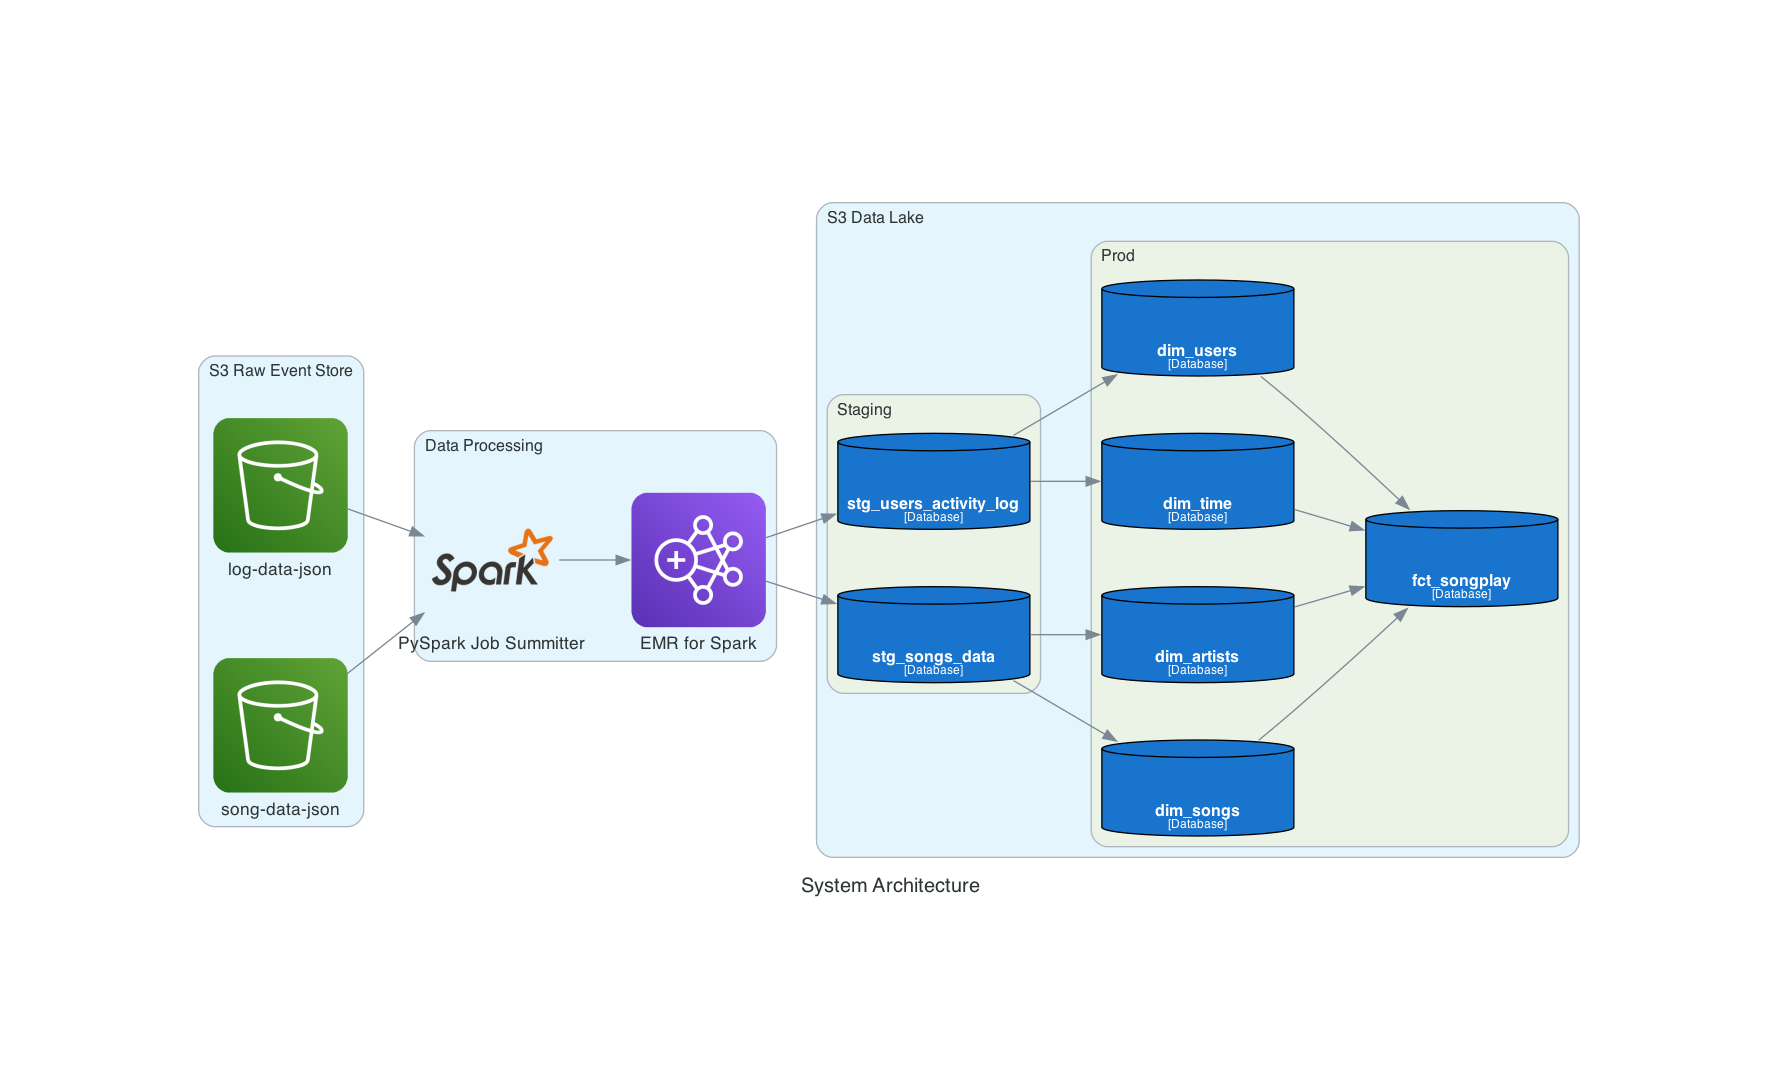 S3 Raw Event Store
log-data-json
song-data-json
Data Processing
Spark
PySpark Job Summitter
EMR for Spark
S3 Data Lake
Staging
stg_users_activity_log
[Database]
stg_songs_data
[Database]
Prod
dim_users
[Database]
dim_time
[Database]
dim_artists
[Database]
dim_songs
[Database]
fct_songplay
[Database]
System Architecture